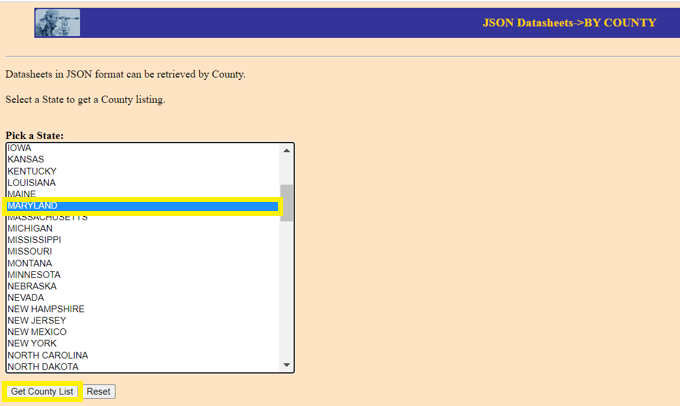 JSON Datasheets->BY COUNTY
Datasheets in JSON format can be retrieved by County.
Select a State to get a County listing.
Pick a State:
IOWA
KANSAS
KENTUCKY
LOUISIANA
MAINE
MARYLAND
MASSACHUSETTS
MICHIGAN
MISSISSIPPI
MISSOURI
MONTANA
MINNESOTA
NEBRASKA
NEVADA
NEW HAMPSHIRE
NEW JERSEY
NEW MEXICO
NEW YORK
NORTH CAROLINA
NORTH DAKOTA
Get County List Reset